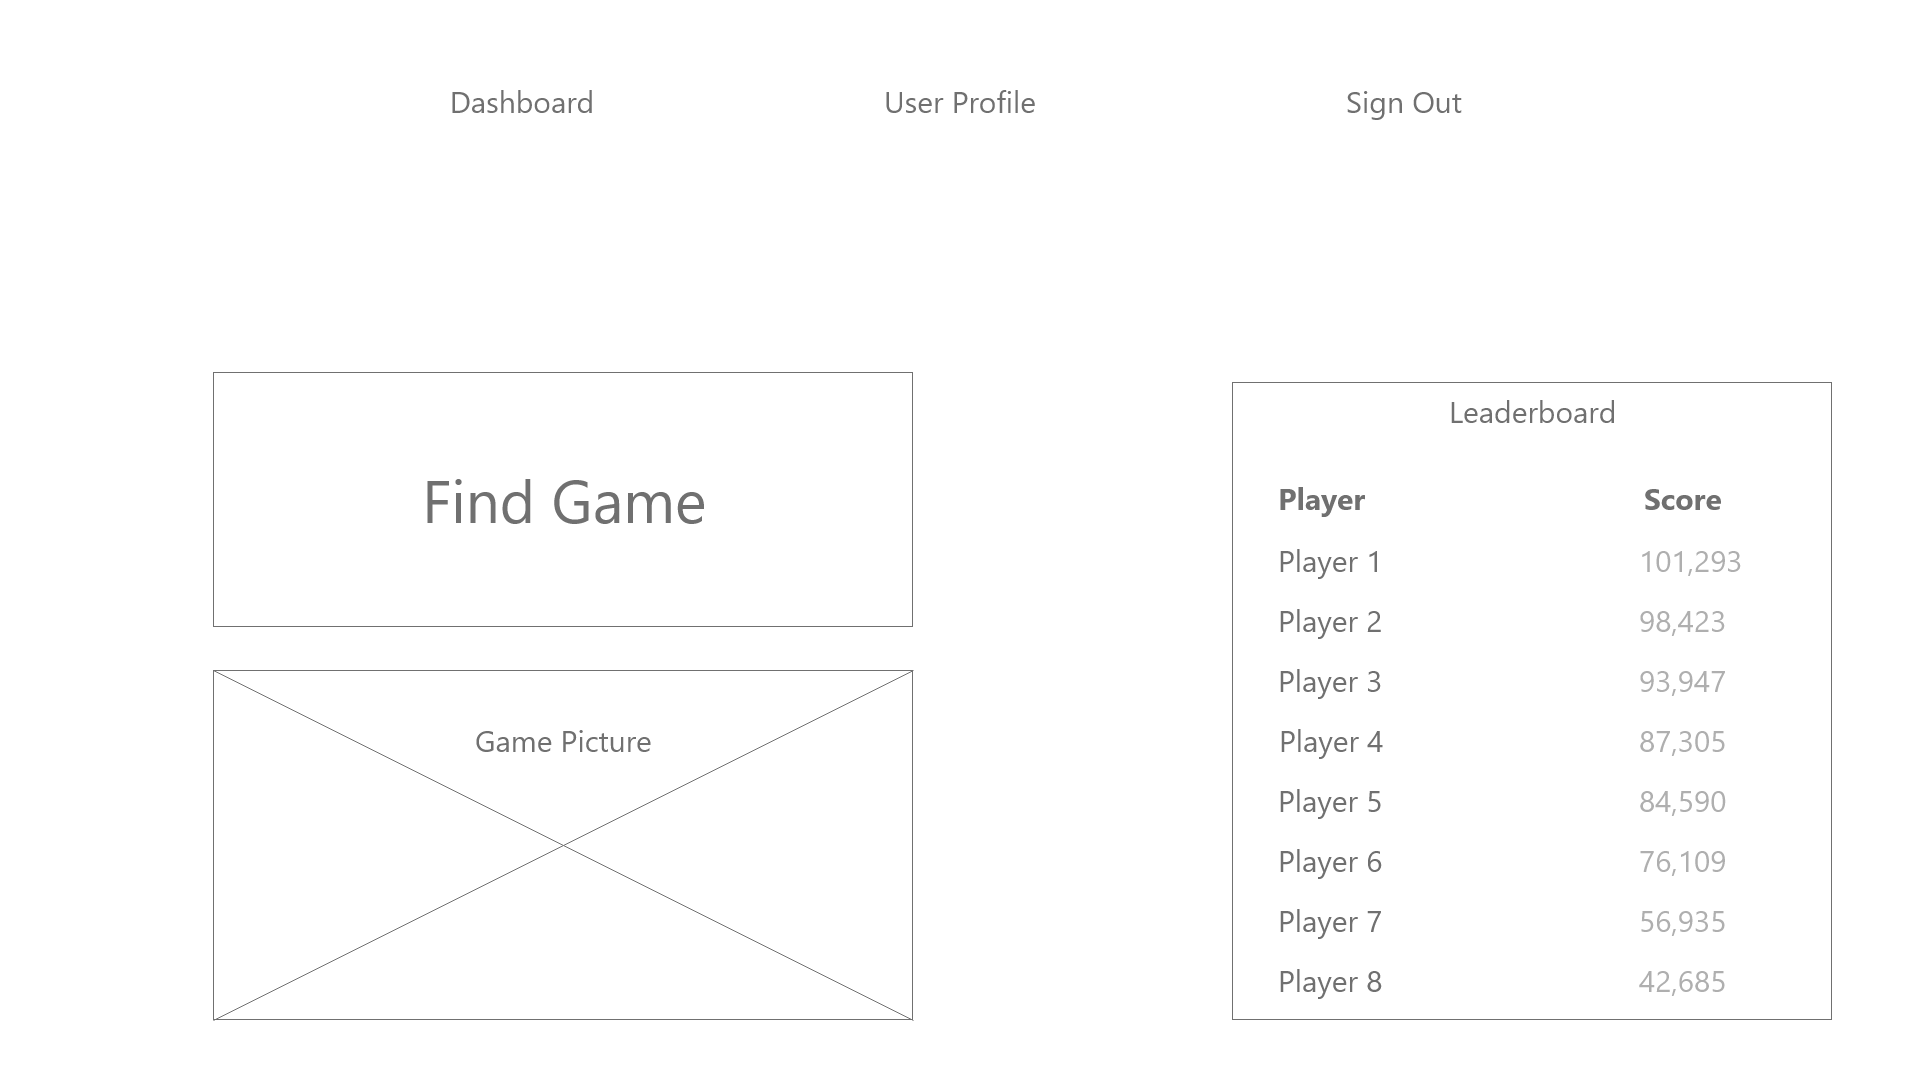 Dashboard User Profile Sign Out
Find Game
Game Picture
Leaderboard
Player Score
Player 1 101,293
Player 2 98,423
Player 3 93,947
Player 4 87,305
Player 5 84,590
Player 6 76,109
Player 7 56,935
Player 8 42,685